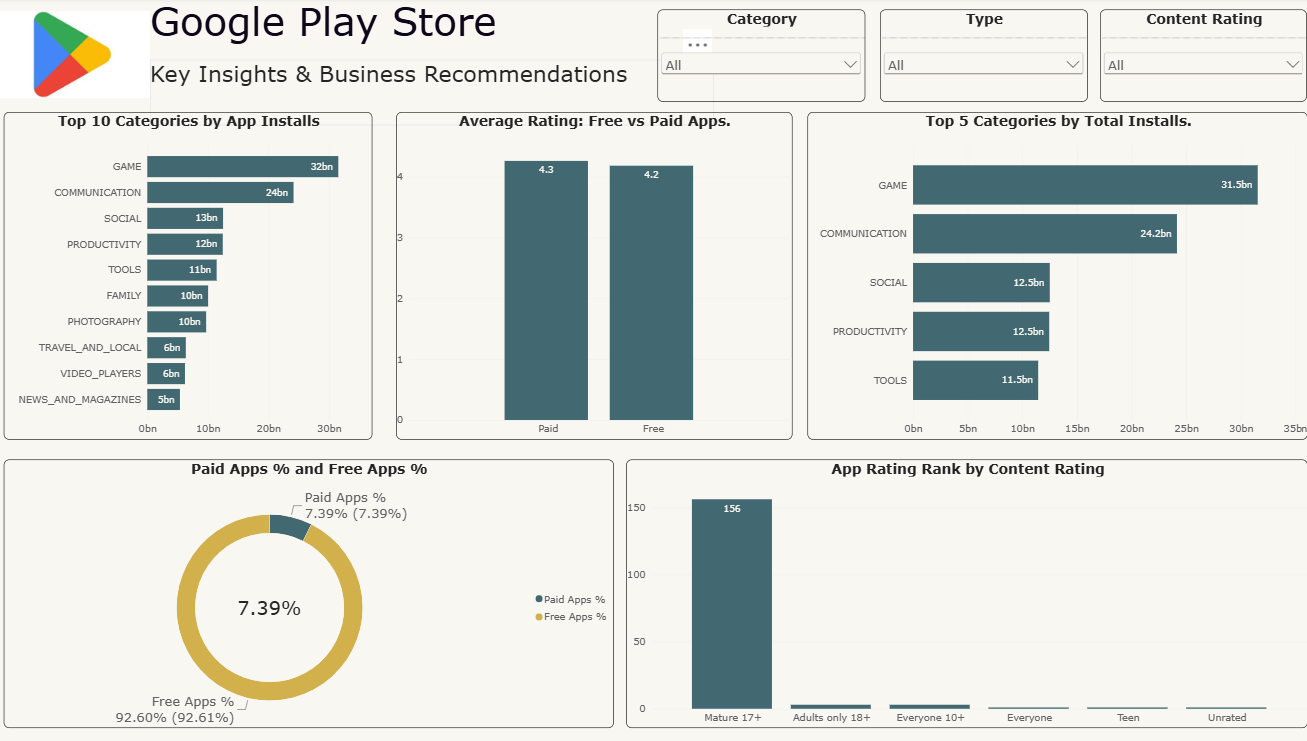 Google Play Store
Key Insights & Business Recommendations
Category
All
Type
All
Content Rating
All
Top 10 Categories by App Installs
GAME
32bn
COMMUNICATION
24bn
SOCIAL
13bn
PRODUCTIVITY
12bn
TOOLS
11bn
FAMILY
10bn
PHOTOGRAPHY
10bn
TRAVEL_AND_LOCAL
6bn
VIDEO_PLAYERS
6bn
NEWS_AND_MAGAZINES
5bn
0bn 10bn 20bn 30bn
Average Rating: Free vs Paid Apps.
4
3
2
1
0
4.3
4.2
Paid Free
Top 5 Categories by Total Installs.
GAME
31.5bn
COMMUNICATION
24.2bn
SOCIAL
12.5bn
PRODUCTIVITY
12.5bn
TOOLS
11.5bn
0bn 5bn 10bn 15bn 20bn 25bn 30bn 35bn
Paid Apps % and Free Apps %
Paid Apps %
7.39% (7.39%)
7.39%
Free Apps %
92.60% (92.61%)
Paid Apps %
Free Apps %
App Rating Rank by Content Rating
150
100
50
0
156
Mature 17+ Adults only 18+ Everyone 10+ Everyone Teen Unrated